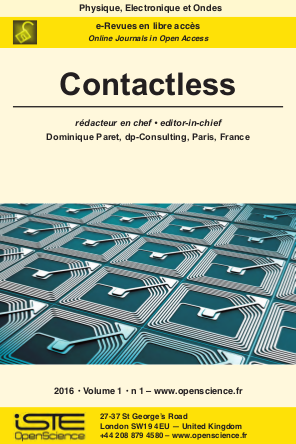 Physique, Electronique et Ondes
e-Revues en libre accès
Online Journals in Open Access
Contactless
rédacteur en chef • editor-in-chief
Dominique Paret, dp-Consulting, Paris, France
2016 • Volume 1 • n 1 – www.openscience.fr
iSTE
OpenScience
27-37 St George's Road
London SW19 4EU — United Kingdom
+44 208 879 4580 – www.openscience.fr